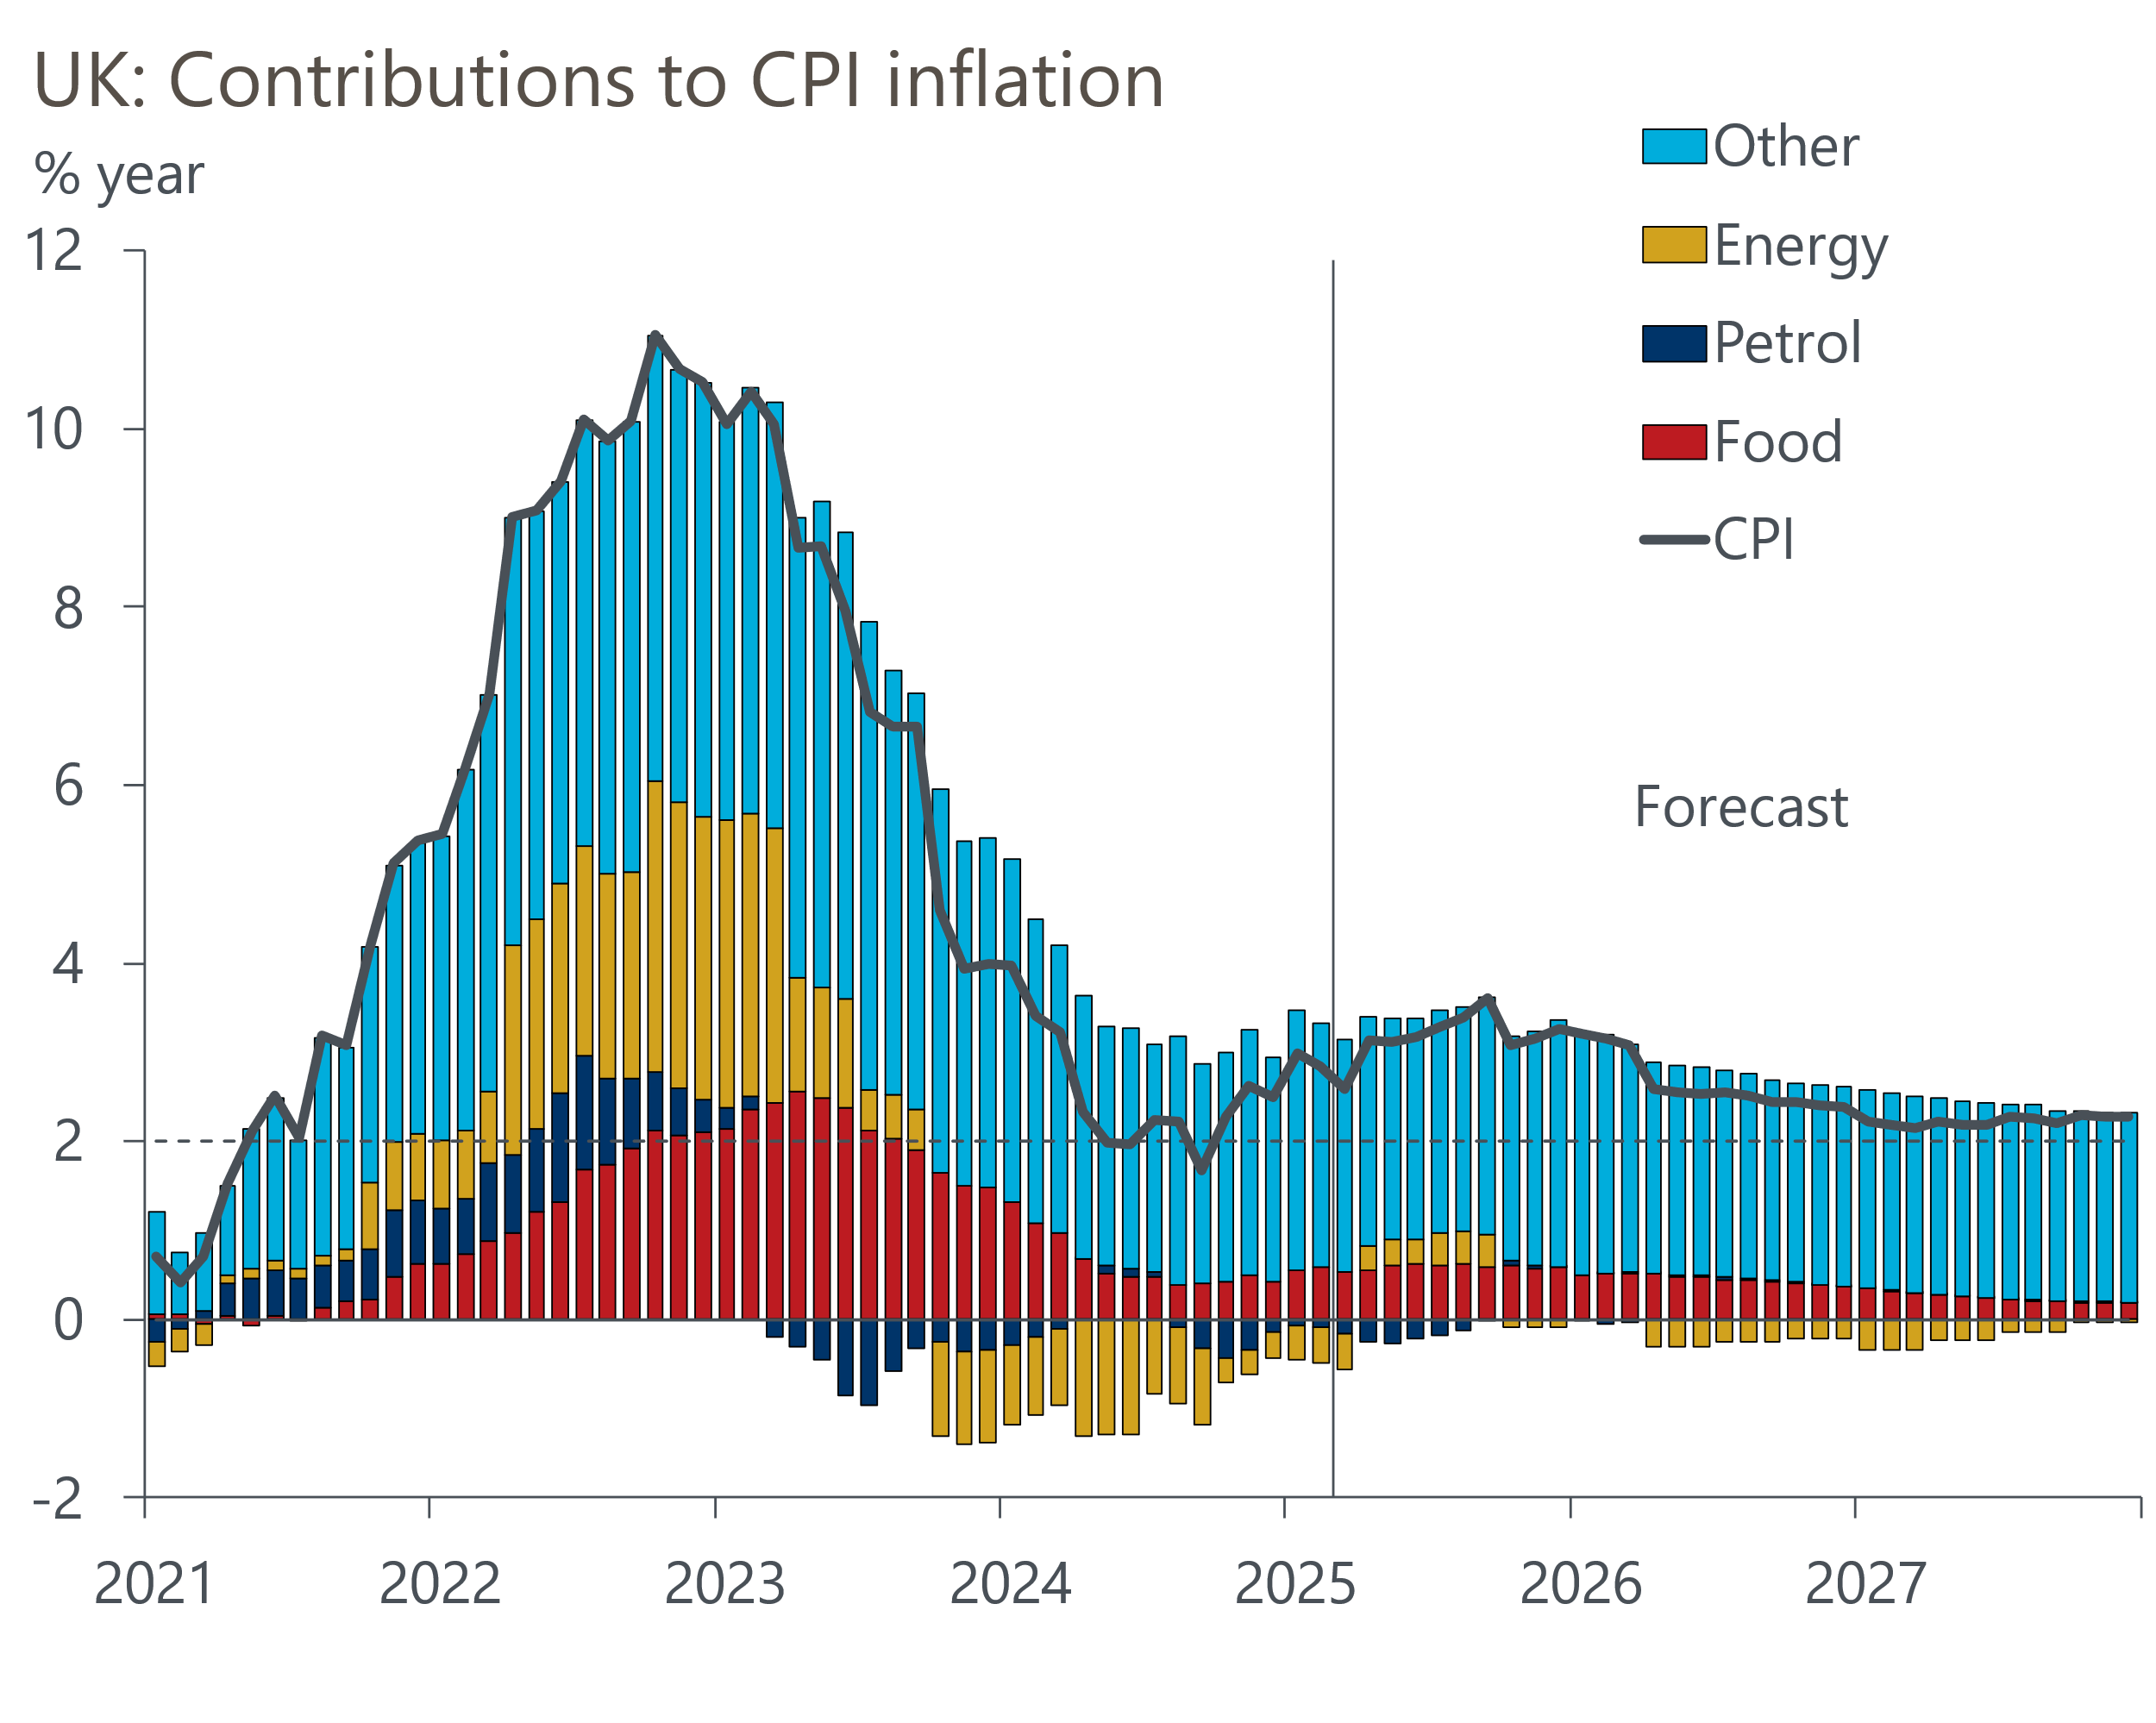 UK: Contributions to CPI inflation
% year
Other
Energy
Petrol
Food
CPI
12
10
8
6
4
2
0
-2
Forecast
2021 2022 2023 2024 2025 2026 2027